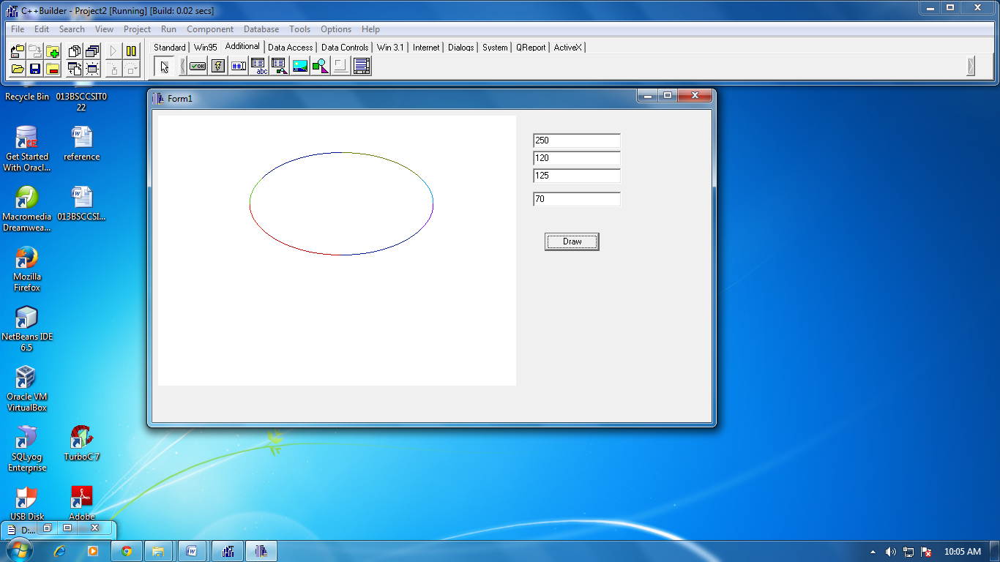 C++Builder - Project2 [Running] [Build: 0.02 secs]
File Edit Search View Project Run Component Database Tools Options Help
Standard Win95 Additional Data Access Data Controls Win 3.1 Internet Dialogs System QReport ActiveX
OK
##1
abc
Recycle Bin
013BSCCSIT0
22
Get Started
With Oracl...
reference
Macromedia
Dreamwea...
013BSCCSI...
Mozilla
Firefox
NetBeans IDE
6.5
Oracle VM
VirtualBox
SQLyog
Enterprise
TurboC 7
USB Disk
Adobe
D:...
Form1
250
120
125
70
Draw
10:05 AM